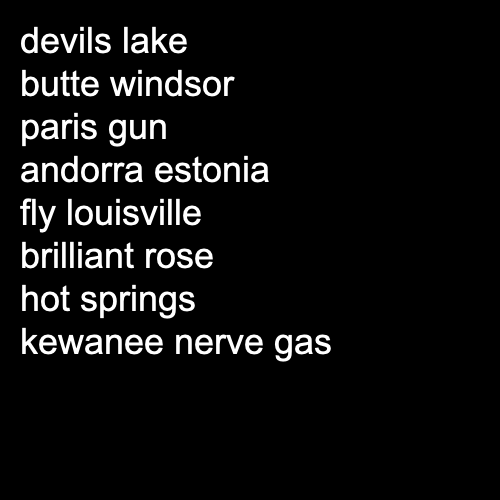 devils lake
butte windsor
paris gun
andorra estonia
fly louisville
brilliant rose
hot springs
kewanee nerve gas